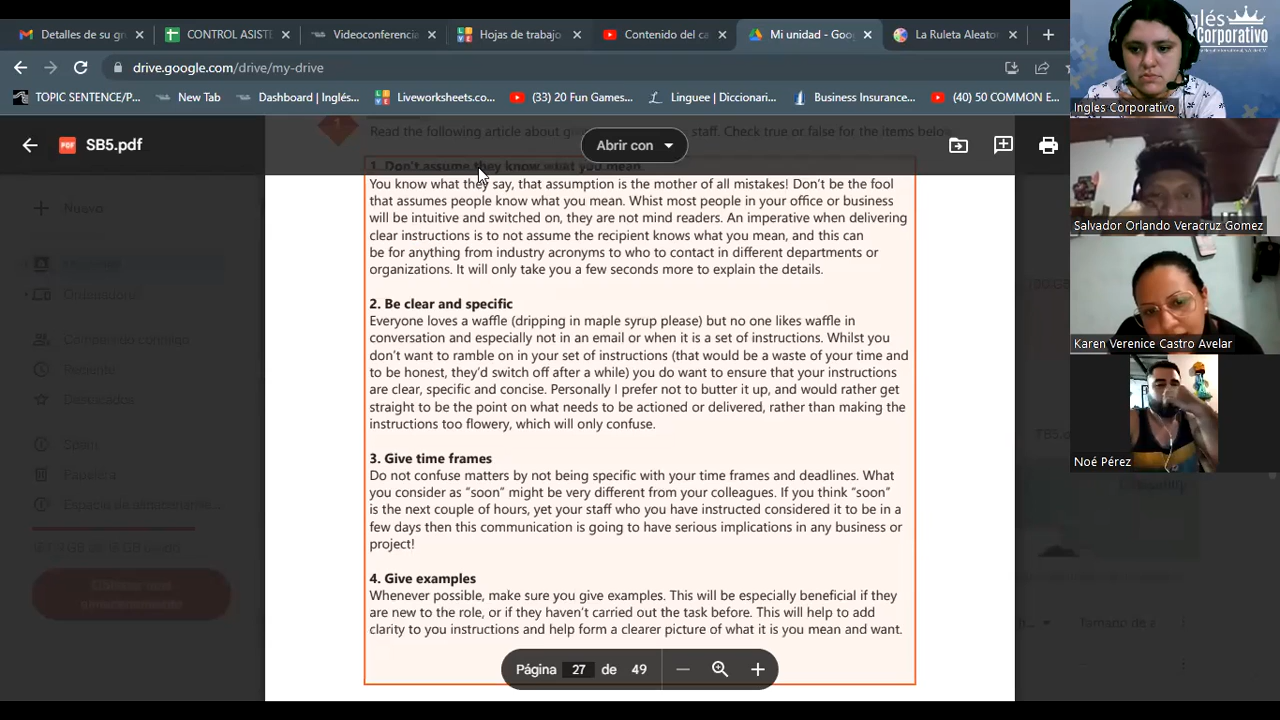 Detalles de su gr
CONTROL ASISTE
Videoconferencia
Hojas de trabajo
Contenido del ca
Mi unidad - Goo
La Ruleta Aleato
drive.google.com/drive/my-drive
TOPIC SENTENCE/P...
New Tab
Dashboard | Inglés...
Liveworksheets.co...
(33) 20 Fun Games...
Linguee | Diccionari...
Business Insurance...
(40) 50 COMMON E...
SB5.pdf
Abrir con
1
Read the following article about
staff. Check true or false for the items below
1. Don't assume they know what you mean
You know what they say, that assumption is the mother of all mistakes! Don't be the fool
that assumes people know what you mean. Whist most people in your office or business
will be intuitive and switched on, they are not mind readers. An imperative when delivering
clear instructions is to not assume the recipient knows what you mean, and this can
be for anything from industry acronyms to who to contact in different departments or
organizations. It will only take you a few seconds more to explain the details.
2. Be clear and specific
Everyone loves a waffle (dripping in maple syrup please) but no one likes waffle in
conversation and especially not in an email or when it is a set of instructions. Whilst you
don't want to ramble on in your set of instructions (that would be a waste of your time and
to be honest, they'd switch off after a while) you do want to ensure that your instructions
are clear, specific and concise. Personally I prefer not to butter it up, and would rather get
straight to be the point on what needs to be actioned or delivered, rather than making the
instructions too flowery, which will only confuse.
3. Give time frames
Do not confuse matters by not being specific with your time frames and deadlines. What
you consider as "soon" might be very different from your colleagues. If you think "soon"
is the next couple of hours, yet your staff who you have instructed considered it to be in a
few days then this communication is going to have serious implications in any business or
project!
4. Give examples
Whenever possible, make sure you give examples. This will be especially beneficial if they
are new to the role, or if they haven't carried out the task before. This will help to add
clarity to you instructions and help form a clearer picture of what it is you mean and want.
Página 27 de 49
Nuevo
Ordenadores
Compartido conmigo
Reciente
Destacados
Spam
Papelera
Tamaño de a
Inglés
Corporativo
Ingles Corporativo
Salvador Orlando Veracruz Gomez
Karen Verenice Castro Avelar
Noé Pérez